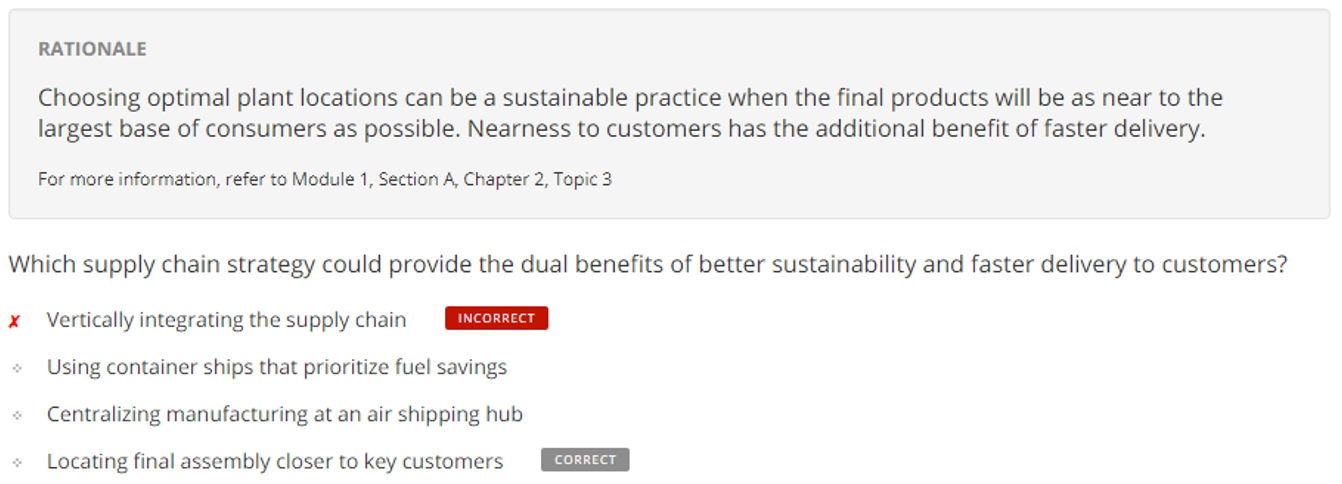 RATIONALE
Choosing optimal plant locations can be a sustainable practice when the final products will be as near to the
largest base of consumers as possible. Nearness to customers has the additional benefit of faster delivery.
For more information, refer to Module 1, Section A, Chapter 2, Topic 3
Which supply chain strategy could provide the dual benefits of better sustainability and faster delivery to customers?
✗ Vertically integrating the supply chain INCORRECT
Using container ships that prioritize fuel savings
Centralizing manufacturing at an air shipping hub
Locating final assembly closer to key customers CORRECT